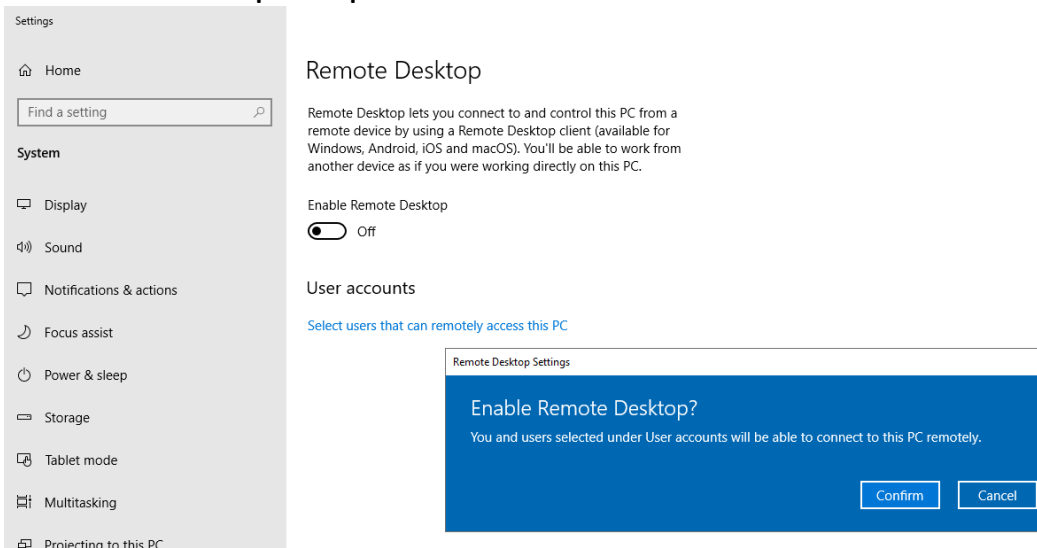 Settings
Home
Find a setting
System
Display
Sound
Notifications & actions
Focus assist
Power & sleep
Storage
Tablet mode
Multitasking
Projecting to this PC
Remote Desktop
Remote Desktop lets you connect to and control this PC from a
remote device by using a Remote Desktop client (available for
Windows, Android, iOS and macOS). You'll be able to work from
another device as if you were working directly on this PC.
Enable Remote Desktop
Off
User accounts
Select users that can remotely access this PC
Remote Desktop Settings
Enable Remote Desktop?
You and users selected under User accounts will be able to connect to this PC remotely.
Confirm
Cancel